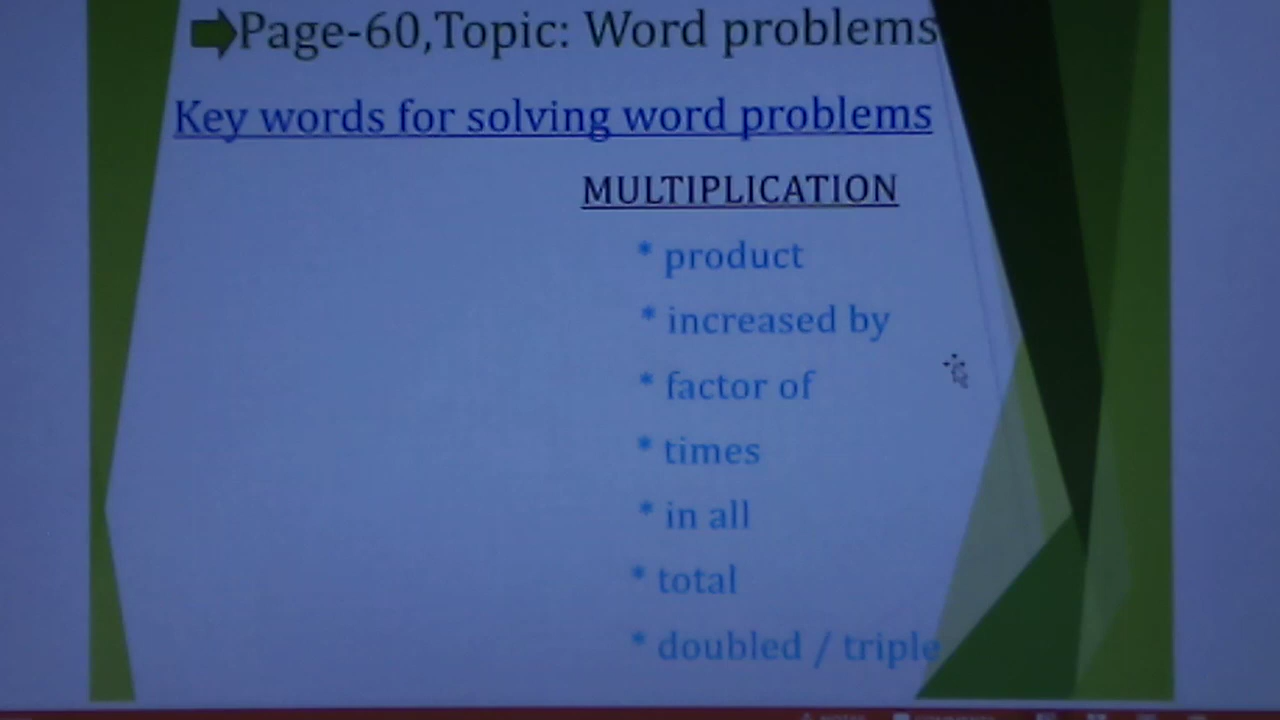 Page-60,Topic: Word problems
Key words for solving word problems
MULTIPLICATION
* product
* increased by
* factor of
* times
* in all
* total
* doubled / triple